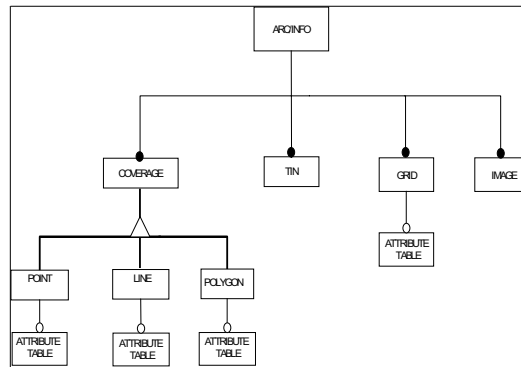 ARC/INFO
COVERAGE
TIN
GRID
IMAGE
ATTRIBUTE
TABLE
POINT
LINE
POLYGON
ATTRIBUTE
TABLE
ATTRIBUTE
TABLE
ATTRIBUTE
TABLE